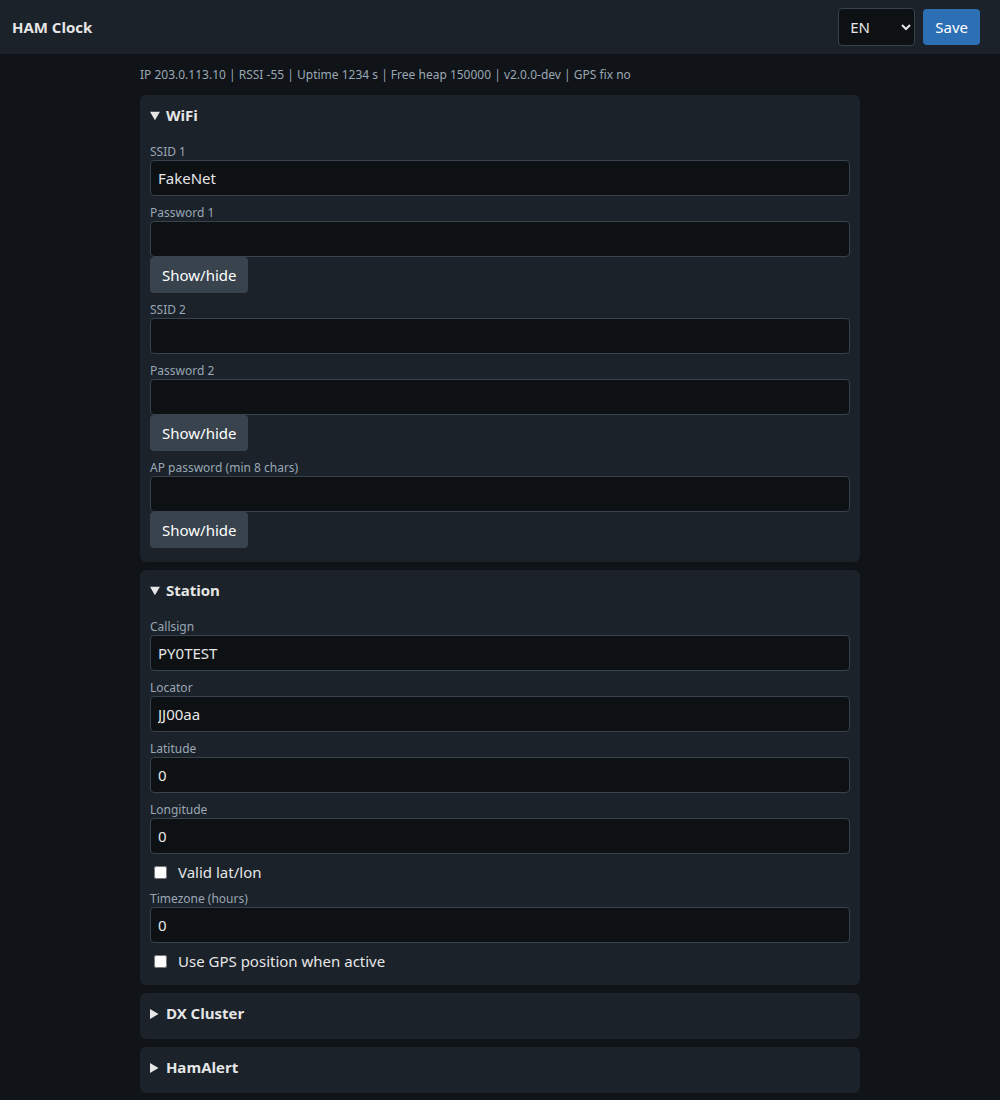 HAM Clock
EN
Save
IP 203.0.113.10 | RSSI -55 | Uptime 1234 s | Free heap 150000 | v2.0.0-dev | GPS fix no
WiFi
SSID 1
FakeNet
Password 1
Show/hide
SSID 2
Password 2
Show/hide
AP password (min 8 chars)
Show/hide
Station
Callsign
PY0TEST
Locator
JJ00aa
Latitude
0
Longitude
0
Valid lat/lon
Timezone (hours)
0
Use GPS position when active
DX Cluster
HamAlert